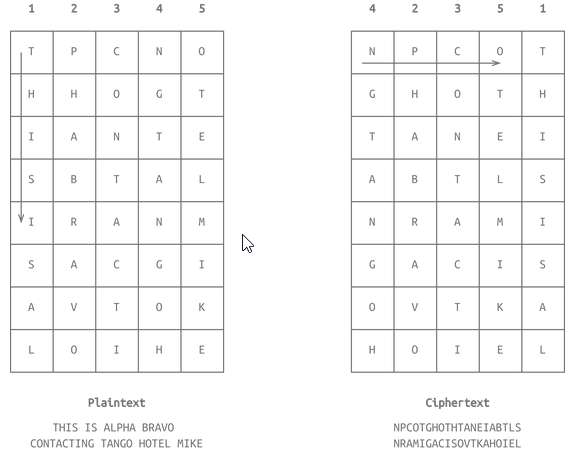 1 2 3 4 5
T P C N O
H H O G T
I A N T E
S B T A L
I R A N M
S A C G I
A V T O K
L O I H E
Plaintext
THIS IS ALPHA BRAVO
CONTACTING TANGO HOTEL MIKE
4 2 3 5 1
N P C O T
G H O T H
T A N E I
A B T L S
N R A M I
G A C I S
O V T K A
H O I E L
Ciphertext
NPCOTGHOTHTANEIABTLS
NRAMIGACISOVTKAHOIEL